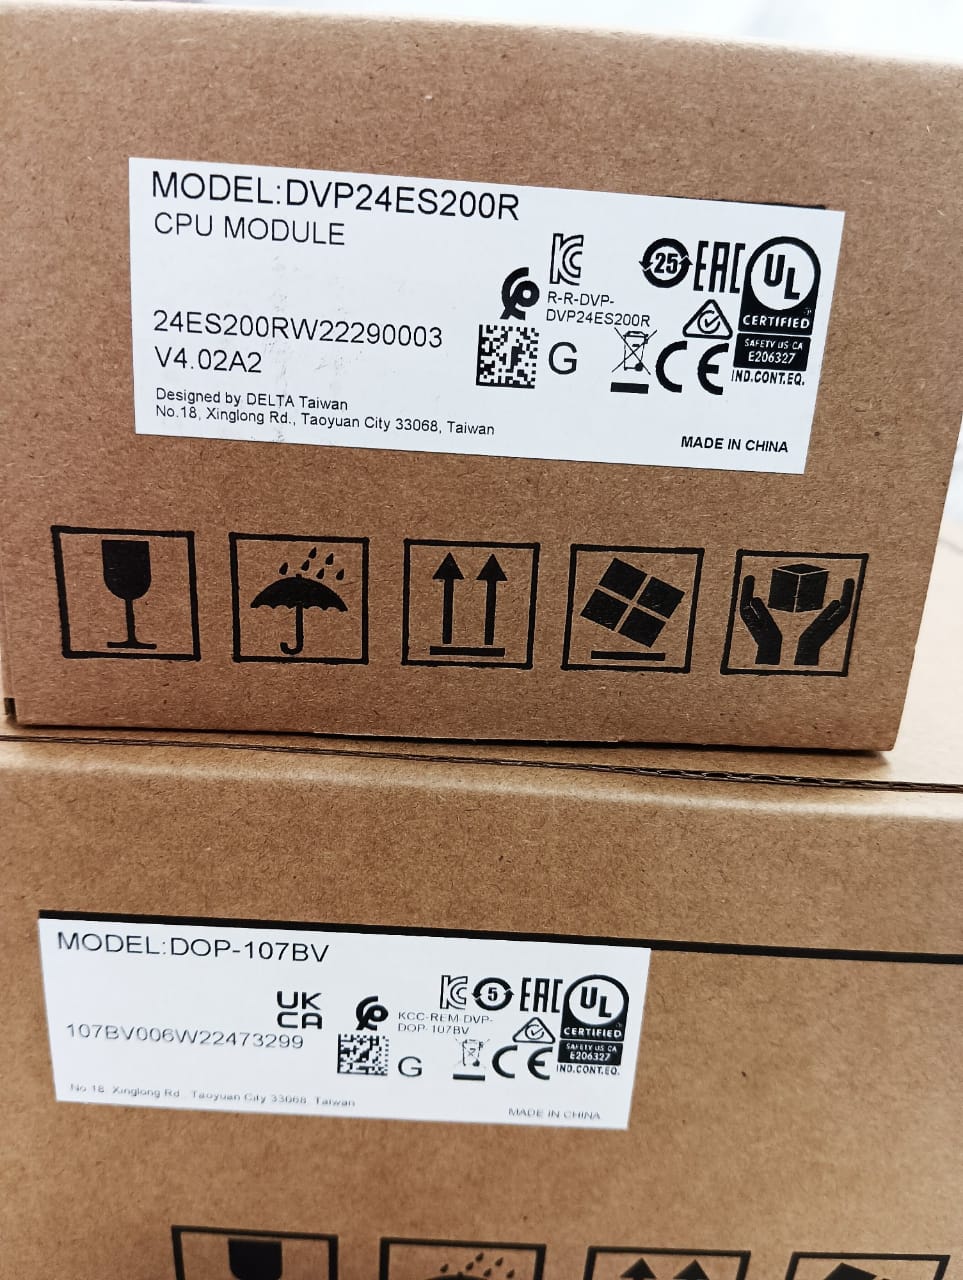 MODEL:DVP24ES200R
CPU MODULE
R-R-DVP-
DVP24ES200R
25
EAC
UL
CERTIFIED
SAFETY US CA
E206327
IND.CONT.EQ.
24ES200RW22290003
V4.02A2
G
CE
Designed by DELTA Taiwan
No.18, Xinglong Rd., Taoyuan City 33068, Taiwan
MADE IN CHINA
MODEL:DOP-107BV
UK
CA
KCC-REM-DVP-
DOP-107BV
5
EAC
UL
CERTIFIED
SAFETY US CA
E206327
IND.CONT.EQ.
107BV006W22473299
G
CE
No.18, Xinglong Rd., Taoyuan City 33068, Taiwan
MADE IN CHINA